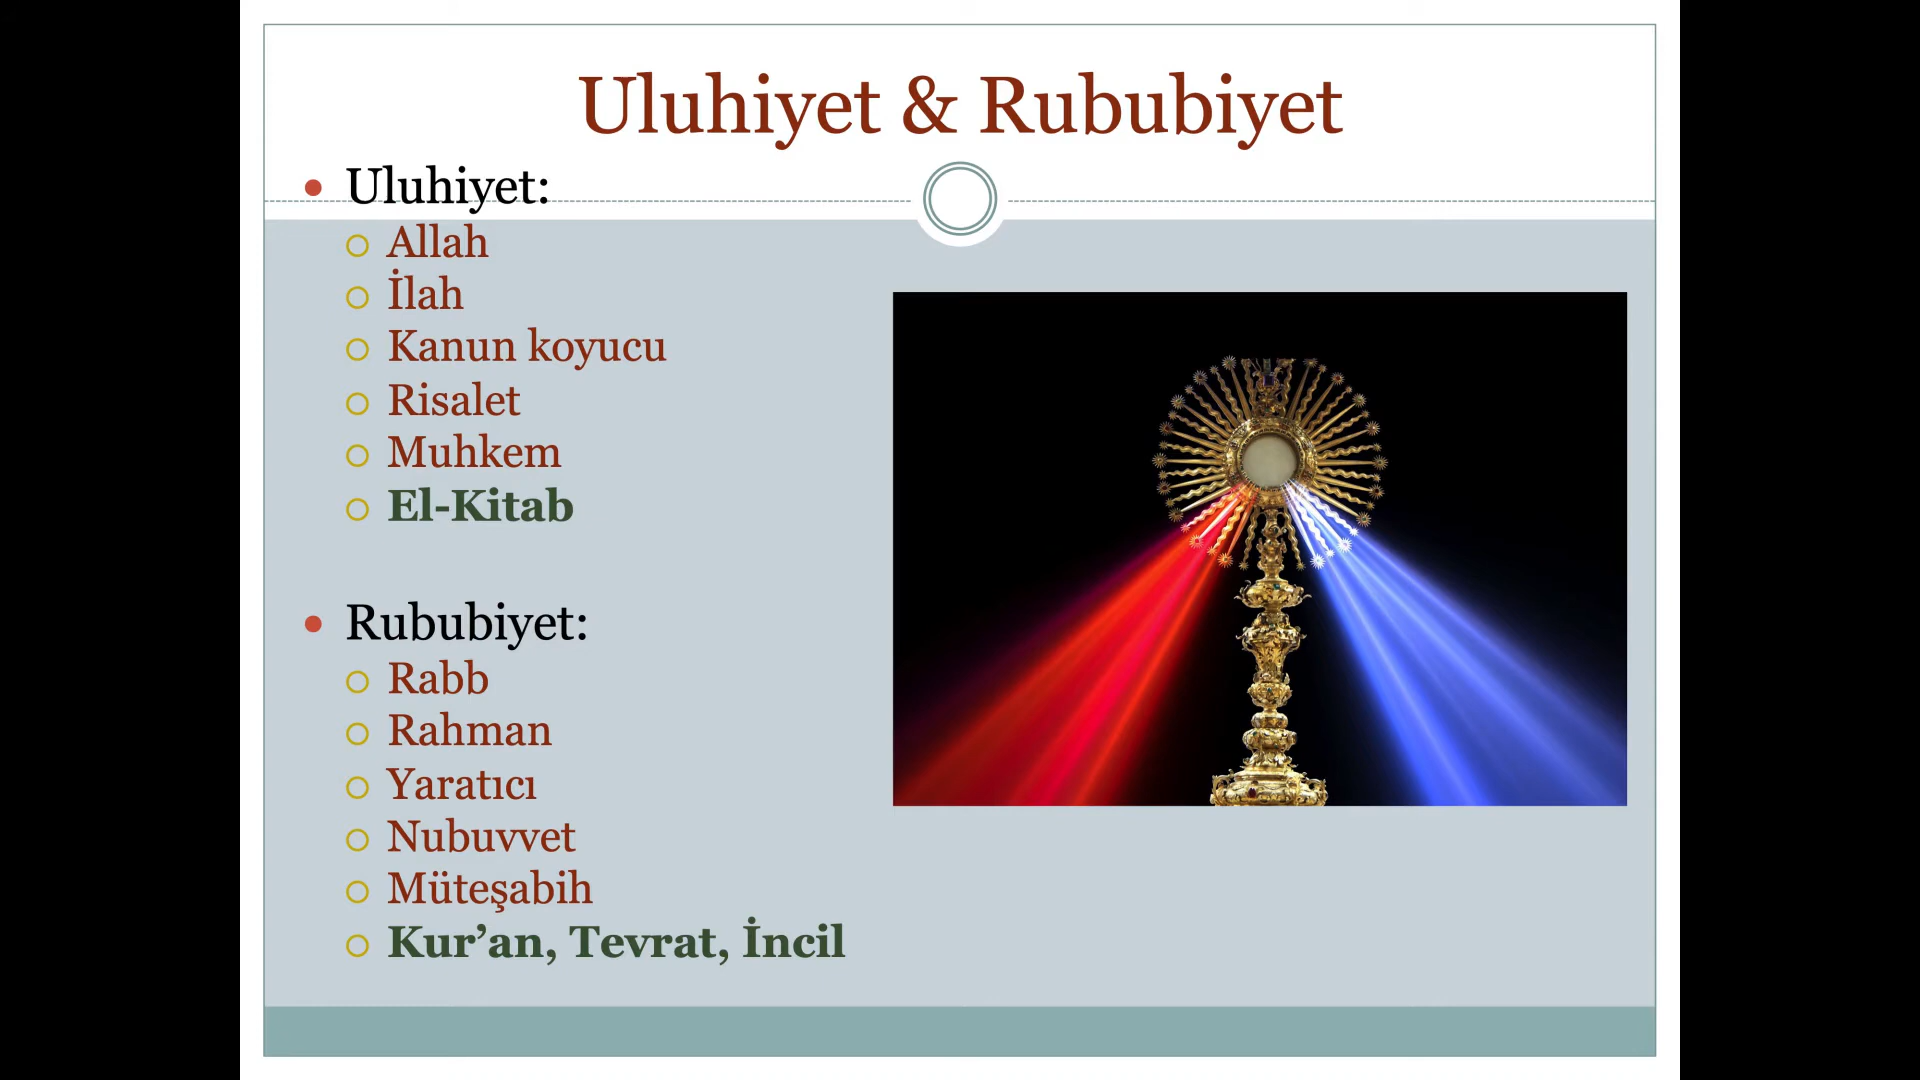 Uluhiyet & Rububiyet
Uluhiyet:
Allah
İlah
Kanun koyucu
Risalet
Muhkem
El-Kitab
Rububiyet:
Rabb
Rahman
Yaratıcı
Nubuvvet
Müteşabih
Kur’an, Tevrat, İncil